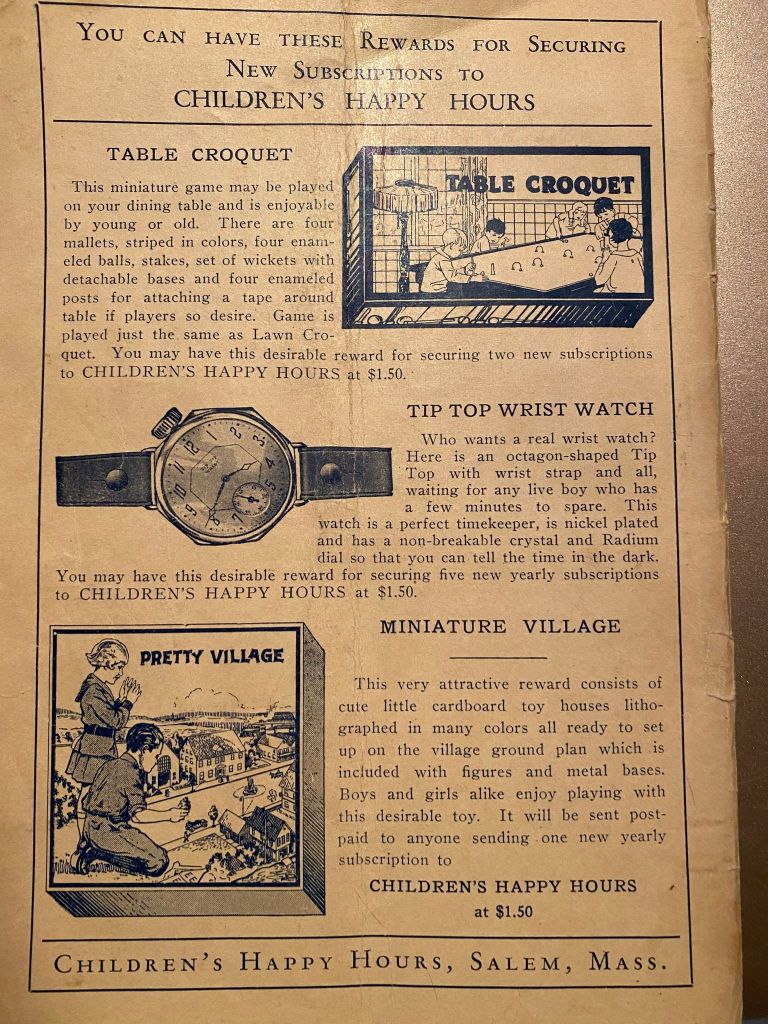 YOU CAN HAVE THESE REWARDS FOR SECURING
NEW SUBSCRIPTIONS TO
CHILDREN'S HAPPY HOURS
TABLE CROQUET
This miniature game may be played
on your dining table and is enjoyable
by young or old. There are four
mallets, striped in colors, four enam-
eled balls, stakes, set of wickets with
detachable bases and four enameled
posts for attaching a tape around
table if players so desire. Game is
played just the same as Lawn Cro-
quet. You may have this desirable reward for securing two new subscriptions
to CHILDREN'S HAPPY HOURS at $1.50.
TABLE CROQUET
TIP TOP WRIST WATCH
Who wants a real wrist watch?
Here is an octagon-shaped Tip
Top with wrist strap and all,
waiting for any live boy who has
a few minutes to spare. This
watch is a perfect timekeeper, is nickel plated
and has a non-breakable crystal and Radium
dial so that you can tell the time in the dark.
You may have this desirable reward for securing five new yearly subscriptions
to CHILDREN'S HAPPY HOURS at $1.50.
PRETTY VILLAGE
MINIATURE VILLAGE
This very attractive reward consists of
cute little cardboard toy houses litho-
graphed in many colors all ready to set
up on the village ground plan which is
included with figures and metal bases.
Boys and girls alike enjoy playing with
this desirable toy. It will be sent post-
paid to anyone sending one new yearly
subscription to
CHILDREN'S HAPPY HOURS
at $1.50
CHILDREN'S HAPPY HOURS, SALEM, MASS.